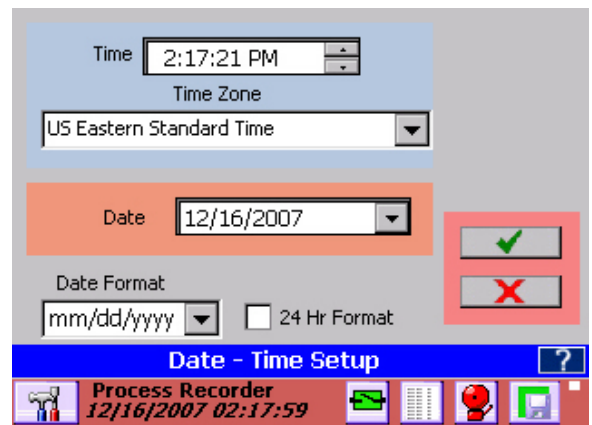 Time 2:17:21 PM
Time Zone
US Eastern Standard Time
Date 12/16/2007
Date Format
mm/dd/yyyy 24 Hr Format
Date - Time Setup ?
Process Recorder
12/16/2007 02:17:59